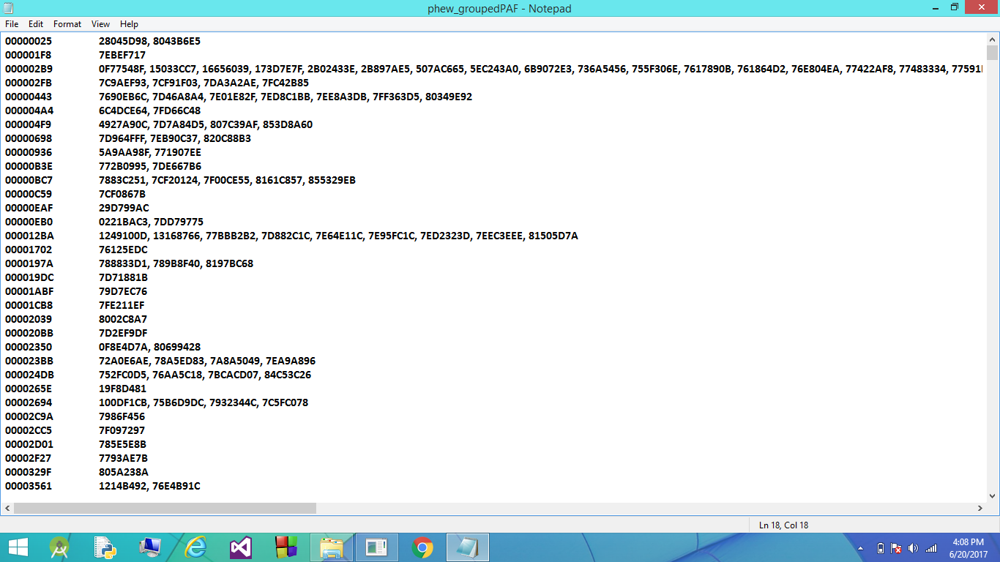 phew_groupedPAF - Notepad
File Edit Format View Help
00000025 28045D98, 8043B6E5
000001F8 7EBEF717
000002B9 0F77548F, 15033CC7, 16656039, 173D7E7F, 2B02433E, 2B897AE5, 507AC665, 5EC243A0, 6B9072E3, 736A5456, 755F306E, 7617890B, 761864D2, 76E804EA, 77422AF8, 77483334, 77591
000002FB 7C9AEF93, 7CF91F03, 7DA3A2AE, 7FC42B85
00000443 7690EB6C, 7D46A8A4, 7E01E82F, 7ED8C1BB, 7EE8A3DB, 7FF363D5, 80349E92
000004A4 6C4DCE64, 7FD66C48
000004F9 4927A90C, 7D7A84D5, 807C39AF, 853D8A60
00000698 7D964FFF, 7EB90C37, 820C88B3
00000936 5A9AA98F, 771907EE
00000B3E 772B0995, 7DE667B6
00000BC7 7883C251, 7CF20124, 7F00CE55, 8161C857, 855329EB
00000C59 7CF0867B
00000EAF 29D799AC
00000EB0 0221BAC3, 7DD79775
000012BA 1249100D, 13168766, 77BBB2B2, 7D882C1C, 7E64E11C, 7E95FC1C, 7ED2323D, 7EEC3EEE, 81505D7A
00001702 76125EDC
0000197A 788833D1, 789B8F40, 8197BC68
000019DC 7D71881B
00001ABF 79D7EC76
00001CB8 7FE211EF
00002039 8002C8A7
000020BB 7D2EF9DF
00002350 0F8E4D7A, 80699428
000023BB 72A0E6AE, 78A5ED83, 7A8A5049, 7EA9A896
000024DB 752FC0D5, 76AA5C18, 7BCACD07, 84C53C26
0000265E 19F8D481
00002694 100DF1CB, 75B6D9DC, 7932344C, 7C5FC078
00002C9A 7986F456
00002CC5 7F097297
00002D01 785E5E8B
00002F27 7793AE7B
0000329F 805A238A
00003561 1214B492, 76E4B91C
Ln 18, Col 18
4:08 PM
6/20/2017